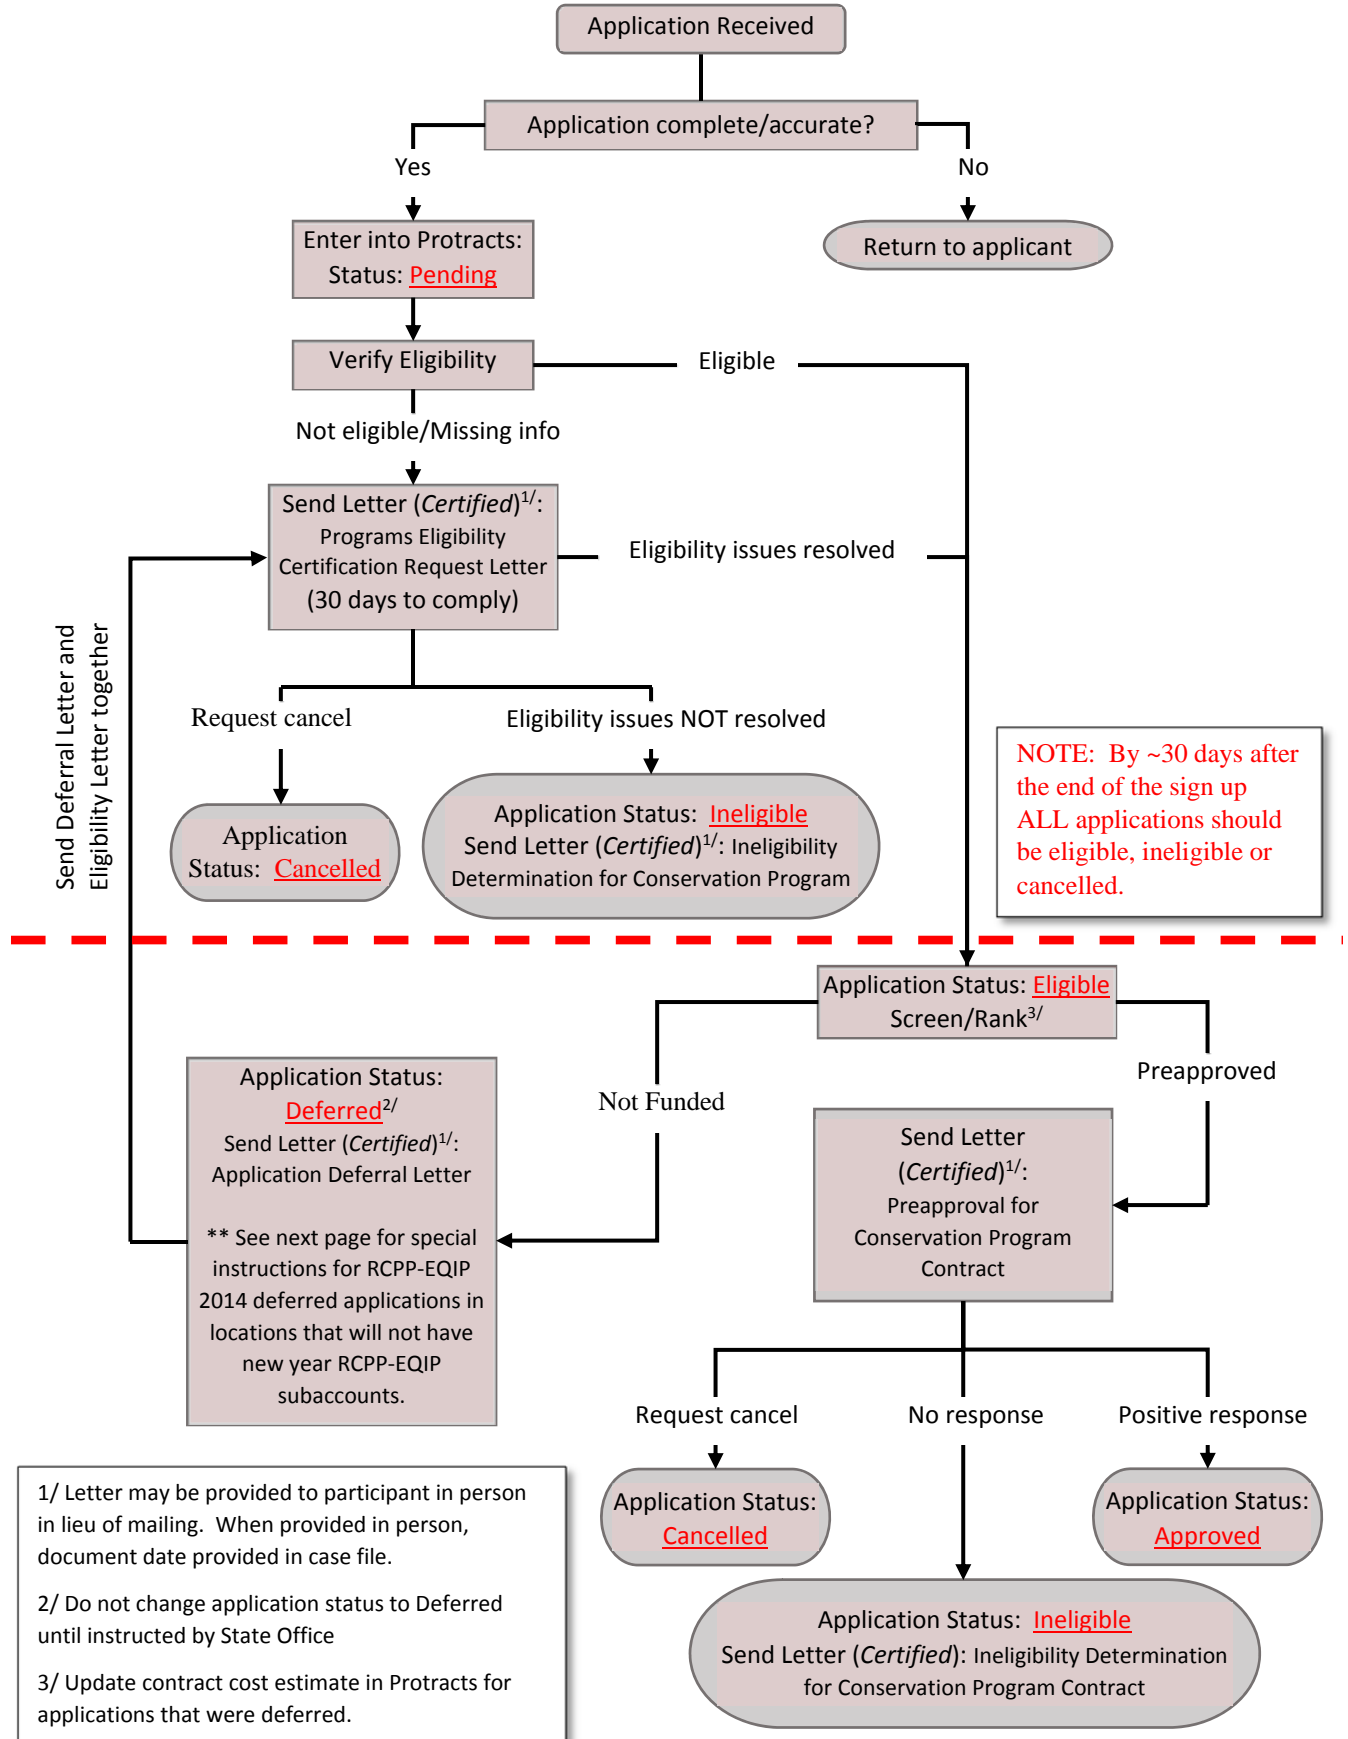 Application Received
Application complete/accurate?
Yes
No
Enter into Protracts:
Status: Pending
Return to applicant
Verify Eligibility
Eligible
Not eligible/Missing info
Send Letter (Certified)1/:
Programs Eligibility
Certification Request Letter
(30 days to comply)
Eligibility issues resolved
Send Deferral Letter and
Eligibility Letter together
Request cancel
Eligibility issues NOT resolved
Application
Status: Cancelled
Application Status: Ineligible
Send Letter (Certified)1/: Ineligibility
Determination for Conservation Program
NOTE: By ~30 days after
the end of the sign up
ALL applications should
be eligible, ineligible or
cancelled.
Application Status: Eligible
Screen/Rank3/
Not Funded
Preapproved
Application Status:
Deferred2/
Send Letter (Certified)1/:
Application Deferral Letter
** See next page for special
instructions for RCPP-EQIP
2014 deferred applications in
locations that will not have
new year RCPP-EQIP
subaccounts.
Send Letter
(Certified)1/:
Preapproval for
Conservation Program
Contract
Request cancel
No response
Positive response
Application Status:
Cancelled
Application Status:
Approved
Application Status: Ineligible
Send Letter (Certified): Ineligibility Determination
for Conservation Program Contract
1/ Letter may be provided to participant in person
in lieu of mailing. When provided in person,
document date provided in case file.
2/ Do not change application status to Deferred
until instructed by State Office
3/ Update contract cost estimate in Protracts for
applications that were deferred.